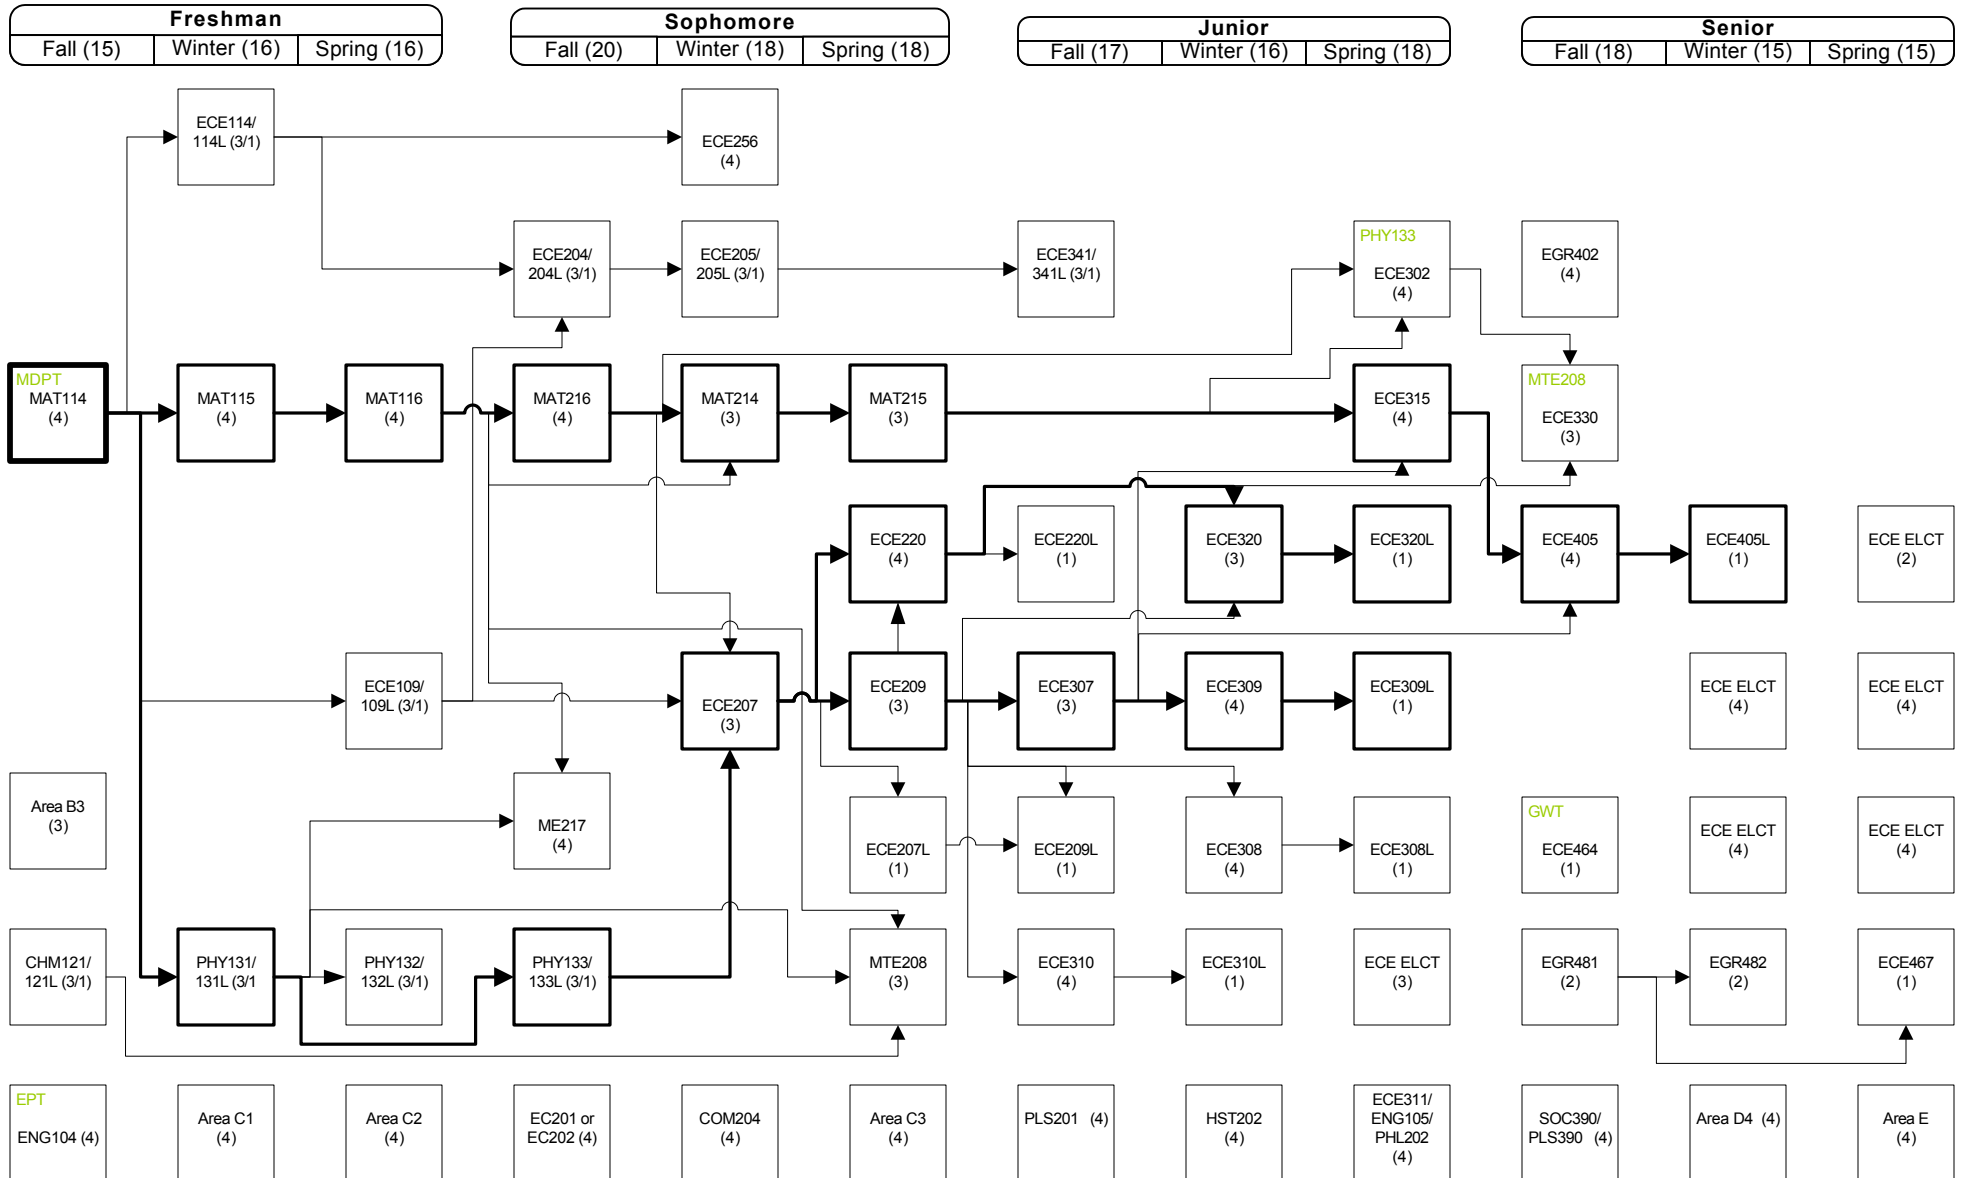 Freshman
Fall (15) Winter (16) Spring (16)
Sophomore
Fall (20) Winter (18) Spring (18)
Junior
Fall (17) Winter (16) Spring (18)
Senior
Fall (18) Winter (15) Spring (15)
ECE114/
114L (3/1)
ECE256
(4)
ECE204/
204L (3/1)
ECE205/
205L (3/1)
ECE341/
341L (3/1)
PHY133
ECE302
(4)
EGR402
(4)
MDPT
MAT114
(4)
MAT115
(4)
MAT116
(4)
MAT216
(4)
MAT214
(3)
MAT215
(3)
ECE315
(4)
MTE208
ECE330
(3)
ECE220
(4)
ECE220L
(1)
ECE320
(3)
ECE320L
(1)
ECE405
(4)
ECE405L
(1)
ECE ELCT
(2)
ECE109/
109L (3/1)
ECE207
(3)
ECE209
(3)
ECE307
(3)
ECE309
(4)
ECE309L
(1)
ECE ELCT
(4)
ECE ELCT
(4)
Area B3
(3)
ME217
(4)
ECE207L
(1)
ECE209L
(1)
ECE308
(4)
ECE308L
(1)
GWT
ECE464
(1)
ECE ELCT
(4)
ECE ELCT
(4)
CHM121/
121L (3/1)
PHY131/
131L (3/1
PHY132/
132L (3/1)
PHY133/
133L (3/1)
MTE208
(3)
ECE310
(4)
ECE310L
(1)
ECE ELCT
(3)
EGR481
(2)
EGR482
(2)
ECE467
(1)
EPT
ENG104 (4)
Area C1
(4)
Area C2
(4)
EC201 or
EC202 (4)
COM204
(4)
Area C3
(4)
PLS201 (4)
HST202
(4)
ECE311/
ENG105/
PHL202
(4)
SOC390/
PLS390 (4)
Area D4 (4)
Area E
(4)